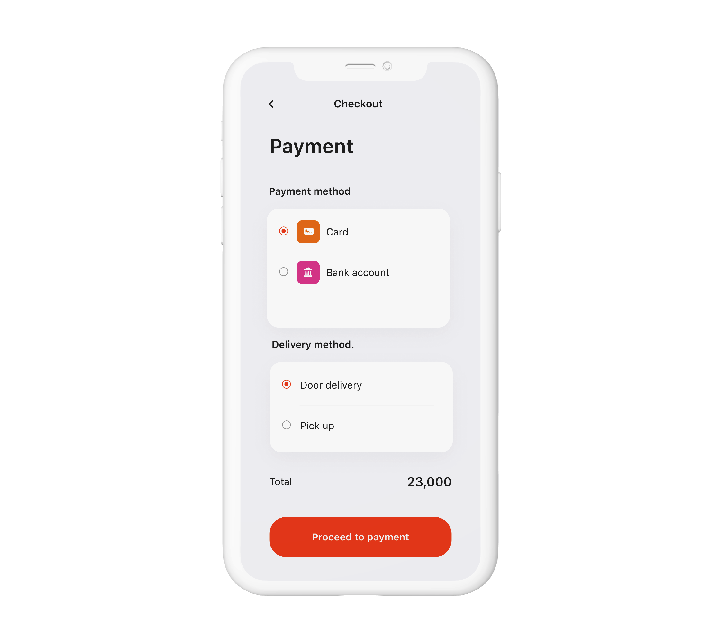 Checkout
Payment
Payment method
Card
Bank account
Delivery method.
Door delivery
Pick up
Total 23,000
Proceed to payment